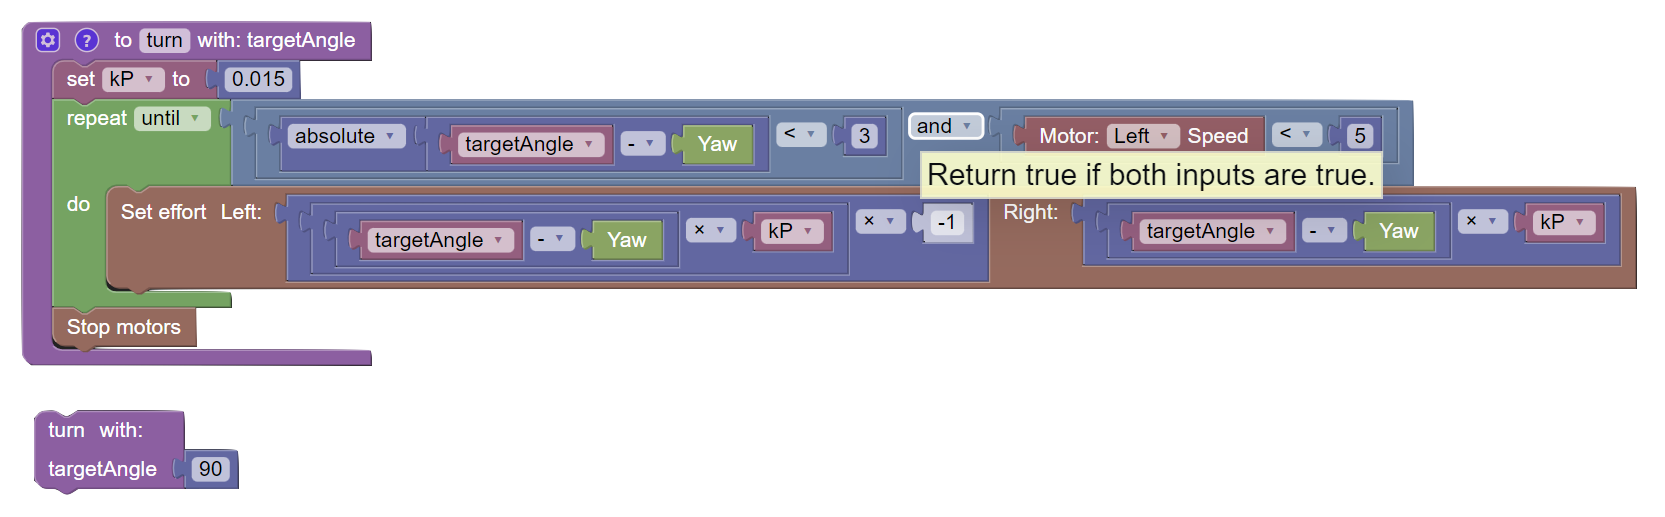 ? to turn with: targetAngle
set kP to 0.015
repeat until absolute targetAngle - Yaw < 3 and Motor: Left Speed < 5
Return true if both inputs are true.
do Set effort Left: targetAngle - Yaw × kP × -1 Right: targetAngle - Yaw × kP
Stop motors
turn with:
targetAngle 90